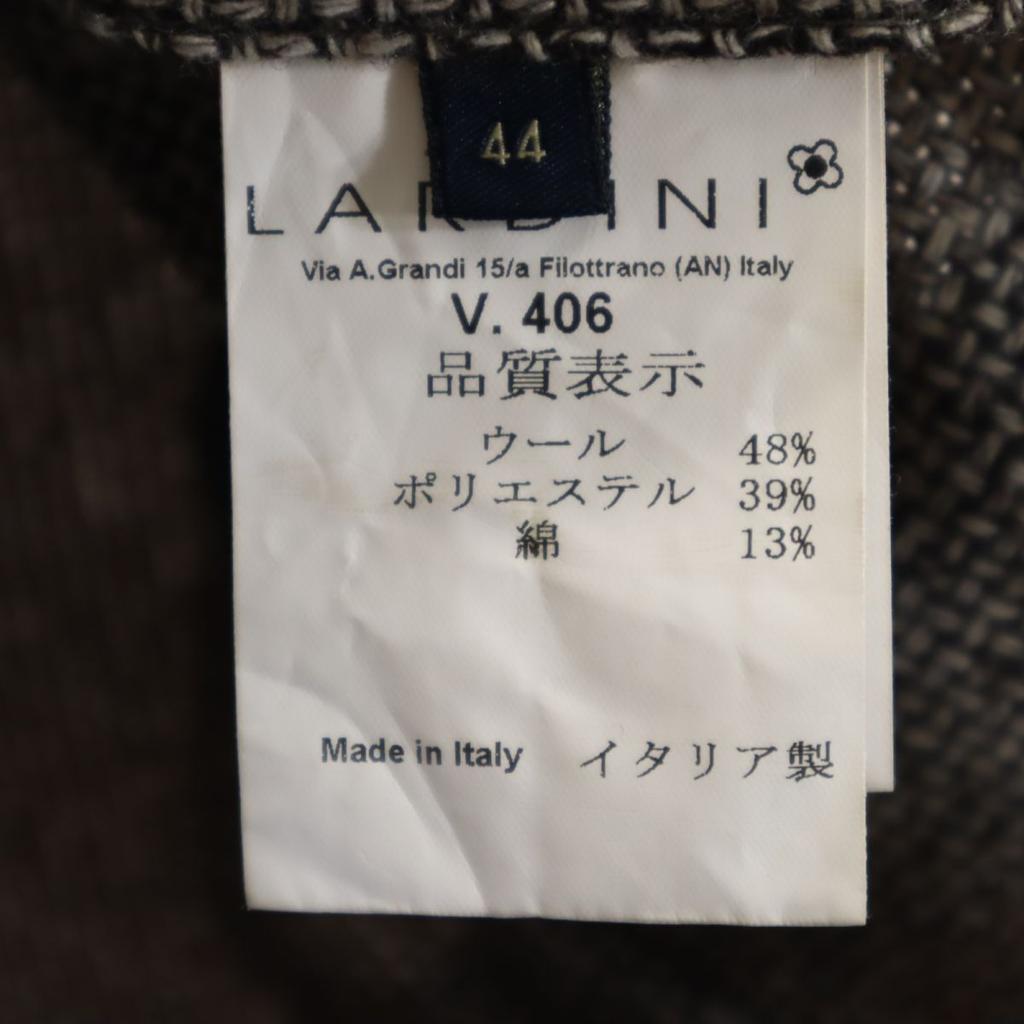 44
LARDINI
Via A.Grandi 15/a Filottrano (AN) Italy
V. 406
品質表示
ウール 48%
ポリエステル 39%
綿 13%
Made in Italy イタリア製